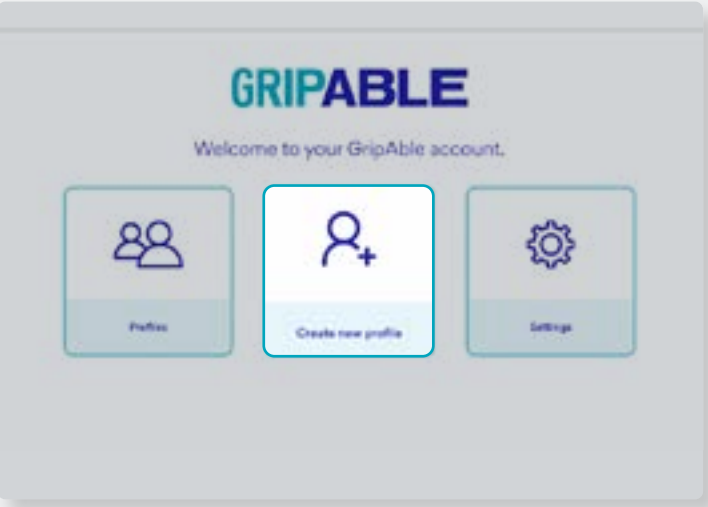 GRIPABLE
Welcome to your GripAble account.
Profiles
Create new profile
Settings